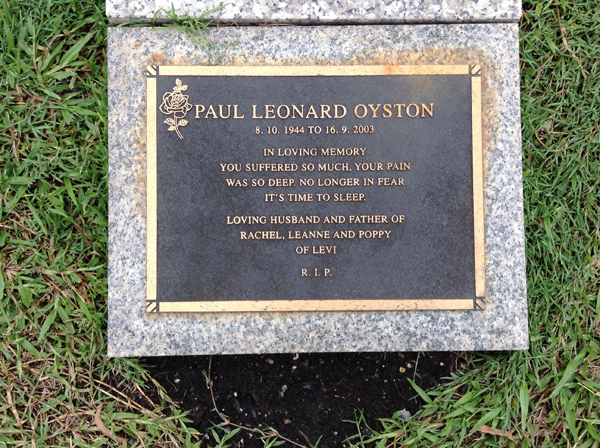 PAUL LEONARD OYSTON
8. 10. 1944 TO 16. 9. 2003
IN LOVING MEMORY
YOU SUFFERED SO MUCH, YOUR PAIN
WAS SO DEEP. NO LONGER IN FEAR
IT'S TIME TO SLEEP.
LOVING HUSBAND AND FATHER OF
RACHEL, LEANNE AND POPPY
OF LEVI
R. I. P.